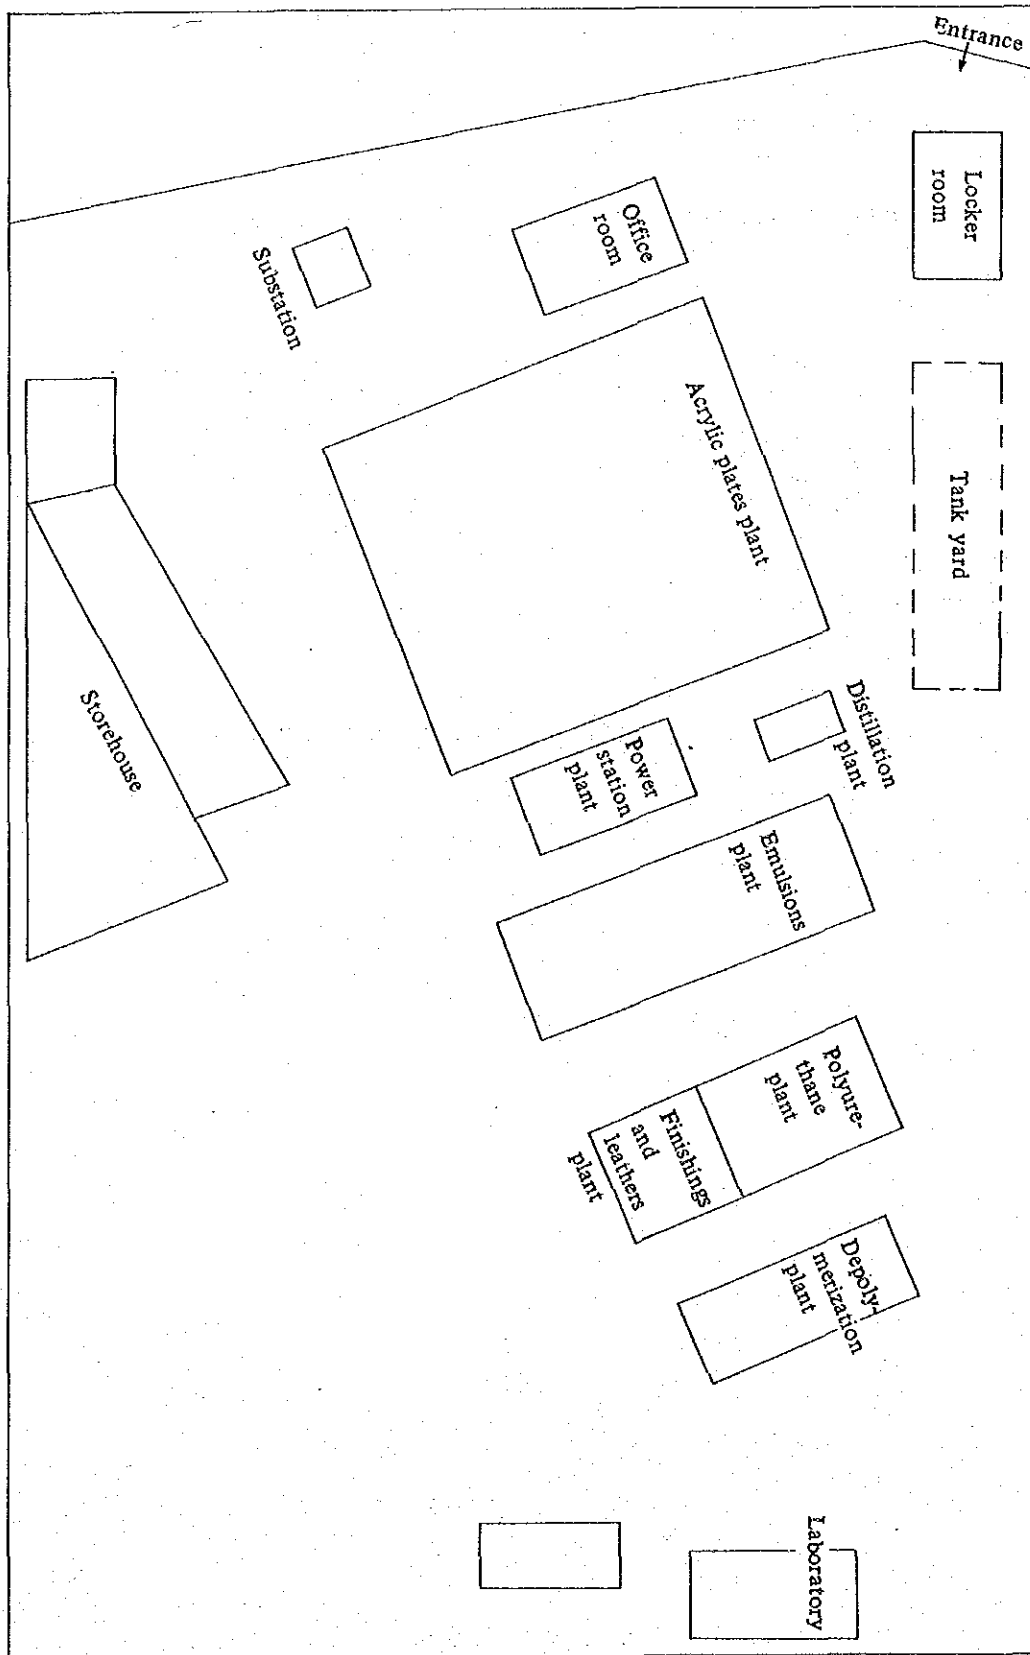 Entrance
Locker
room
Office
room
Substation
Acrylic plates plant
Tank yard
Storehouse
Distillation
plant
Power
station
plant
Emulsions
plant
Polyure-
thane
plant
Finishings
and
leathers
plant
Depoly-
merization
plant
Laboratory